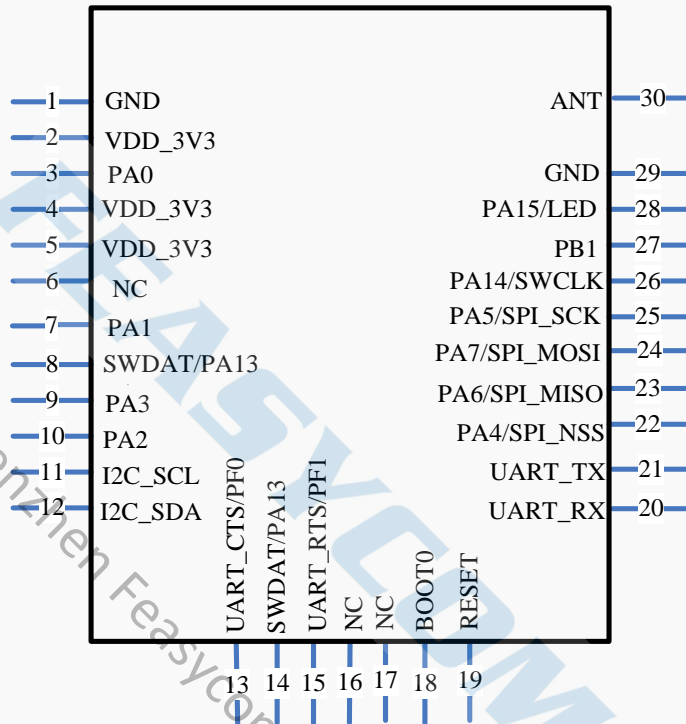 1 GND
2 VDD_3V3
3 PA0
4 VDD_3V3
5 VDD_3V3
6 NC
7 PA1
8 SWDAT/PA13
9 PA3
10 PA2
11 I2C_SCL
12 I2C_SDA
UART_CTS/PF0 13
SWDAT/PA13 14
UART_RTS/PF1 15
NC 16
NC 17
BOOT0 18
RESET 19
ANT 30
GND 29
PA15/LED 28
PB1 27
PA14/SWCLK 26
PA5/SPI_SCK 25
PA7/SPI_MOSI 24
PA6/SPI_MISO 23
PA4/SPI_NSS 22
UART_TX 21
UART_RX 20
FEASYCOM
enzhen Feasycon